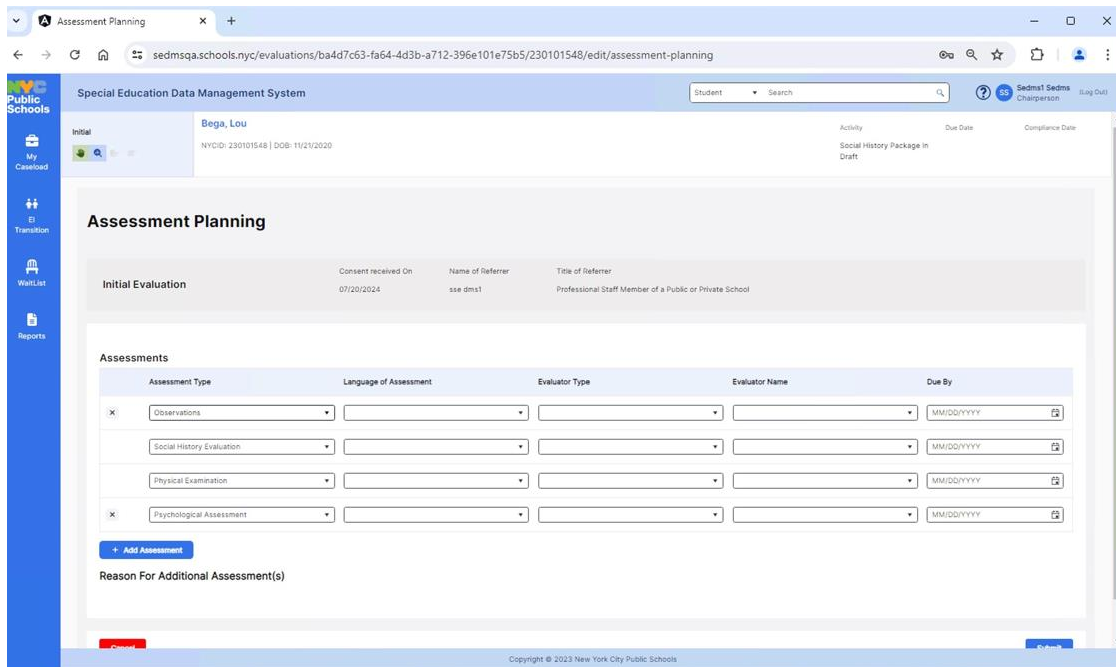 Assessment Planning
sedmsqa.schools.nyc/evaluations/ba4d7c63-fa64-4d3b-a712-396e101e75b5/230101548/edit/assessment-planning
NYC
Public
Schools
Special Education Data Management System
Student
Search
SS
Sedms1 Sedms
Chairperson
(Log Out)
My
Caseload
EI
Transition
WaitList
Reports
Initial
Bega, Lou
NYCID: 230101548 | DOB: 11/21/2020
Activity Due Date Compliance Date
Social History Package in
Draft
Assessment Planning
Initial Evaluation
Consent received On Name of Referrer Title of Referrer
07/20/2024 sse dms1 Professional Staff Member of a Public or Private School
Assessments
Assessment Type Language of Assessment Evaluator Type Evaluator Name Due By
Observations MM/DD/YYYY
Social History Evaluation MM/DD/YYYY
Physical Examination MM/DD/YYYY
Psychological Assessment MM/DD/YYYY
+ Add Assessment
Reason For Additional Assessment(s)
Cancel Submit
Copyright © 2023 New York City Public Schools